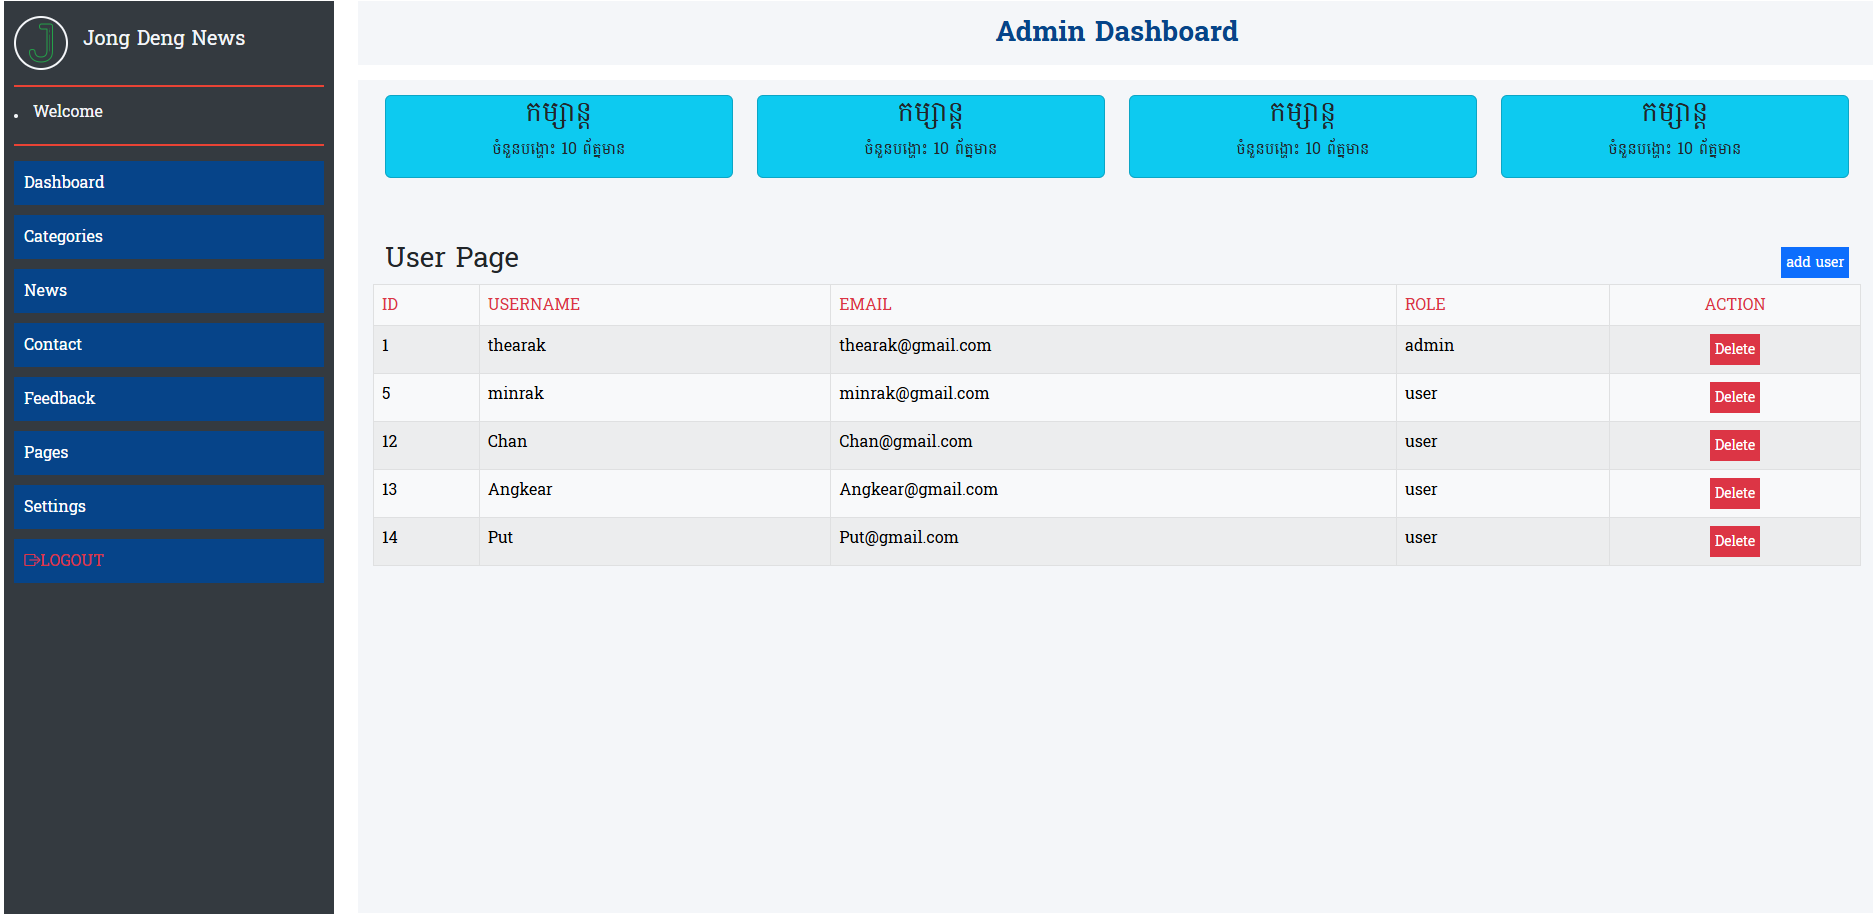 Jong Deng News
Welcome
Dashboard
Categories
News
Contact
Feedback
Pages
Settings
LOGOUT
Admin Dashboard
កម្សាន្ត
ចំនួនបង្ហោះ 10 ព័ត្នមាន
កម្សាន្ត
ចំនួនបង្ហោះ 10 ព័ត្នមាន
កម្សាន្ត
ចំនួនបង្ហោះ 10 ព័ត្នមាន
កម្សាន្ត
ចំនួនបង្ហោះ 10 ព័ត្នមាន
User Page
add user
ID USERNAME EMAIL ROLE ACTION
1 thearak thearak@gmail.com admin Delete
5 minrak minrak@gmail.com user Delete
12 Chan Chan@gmail.com user Delete
13 Angkear Angkear@gmail.com user Delete
14 Put Put@gmail.com user Delete